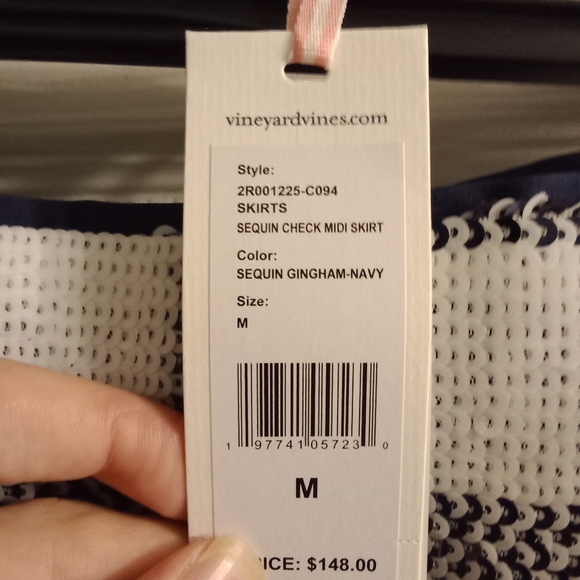 vineyardvines.com
Style:
2R001225-C094
SKIRTS
SEQUIN CHECK MIDI SKIRT
Color:
SEQUIN GINGHAM-NAVY
Size:
M
1 97741 05723 0
M
ICE: $148.00